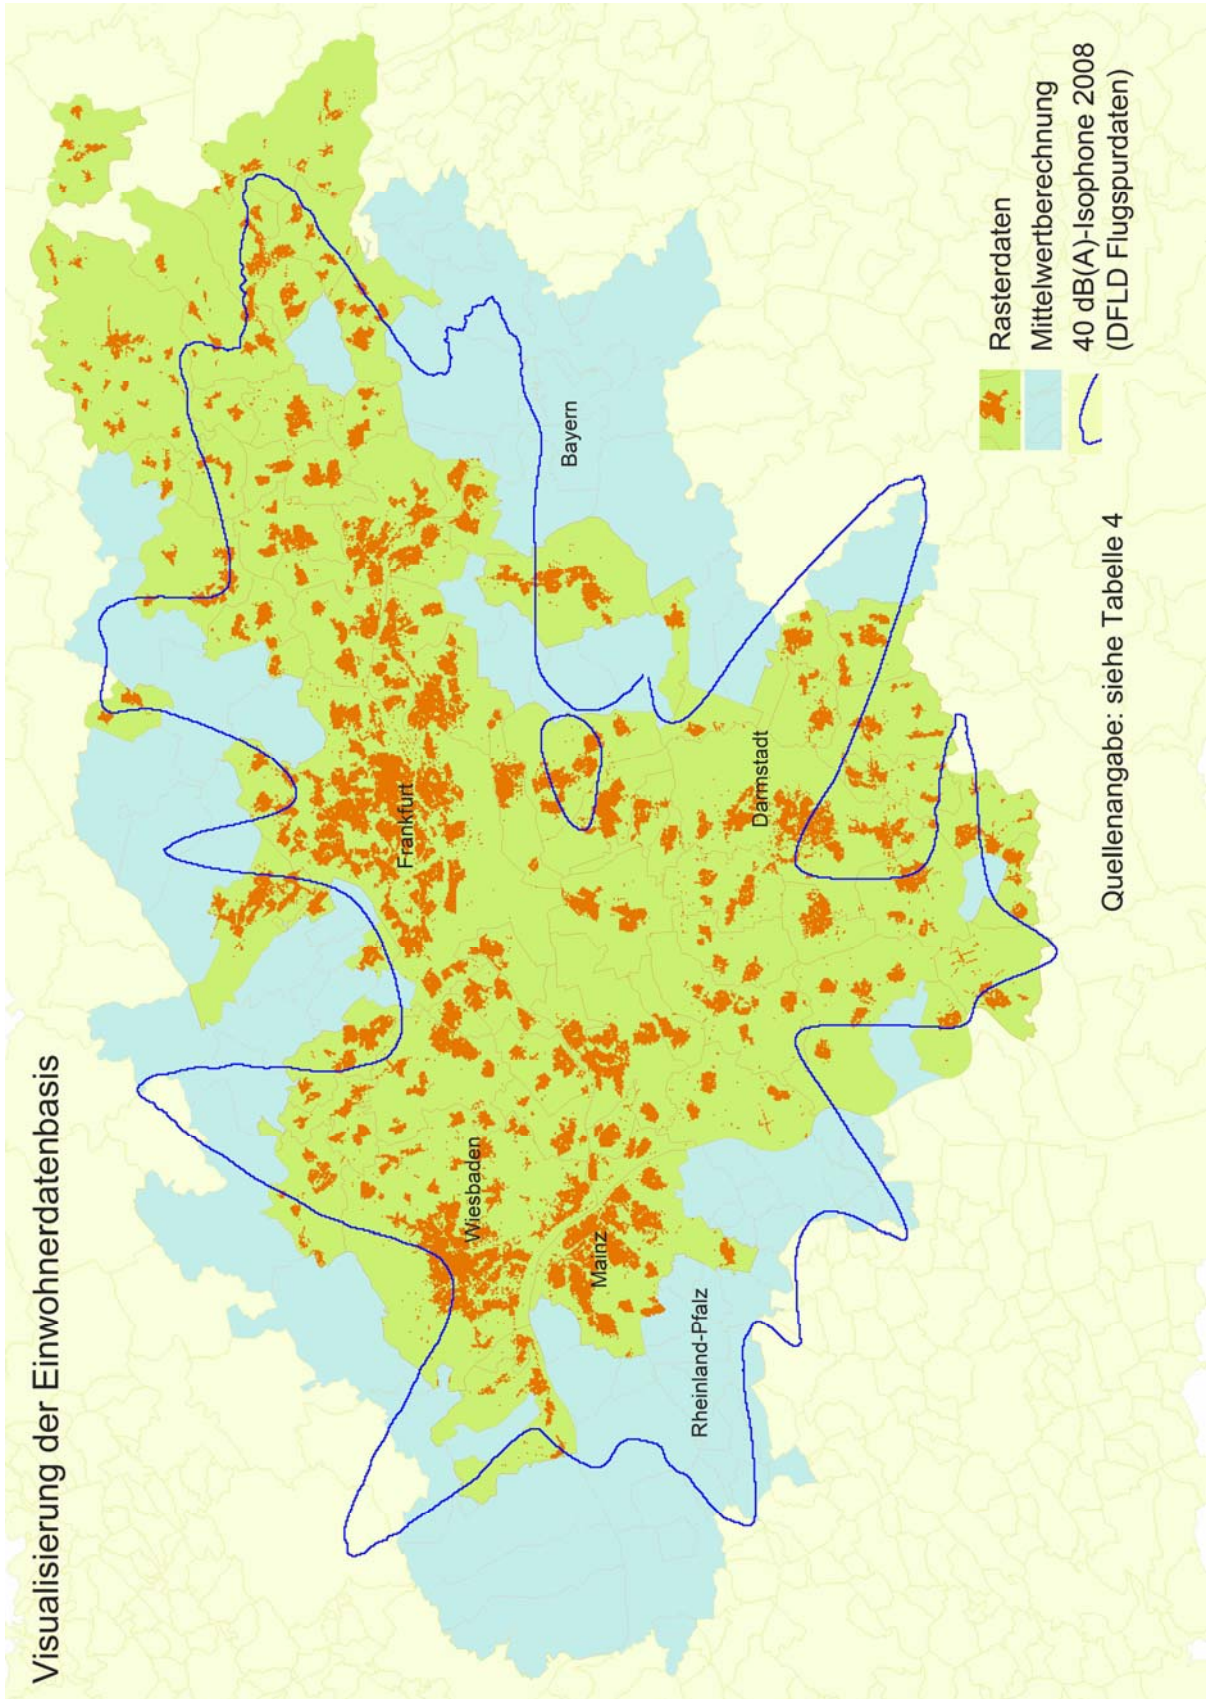 Visualisierung der Einwohnerdatenbasis
Frankfurt
Wiesbaden
Mainz
Bayern
Darmstadt
Rheinland-Pfalz
Rasterdaten
Mittelwertberechnung
40 dB(A)-Isophone 2008
(DFLD Flugspurdaten)
Quellenangabe: siehe Tabelle 4